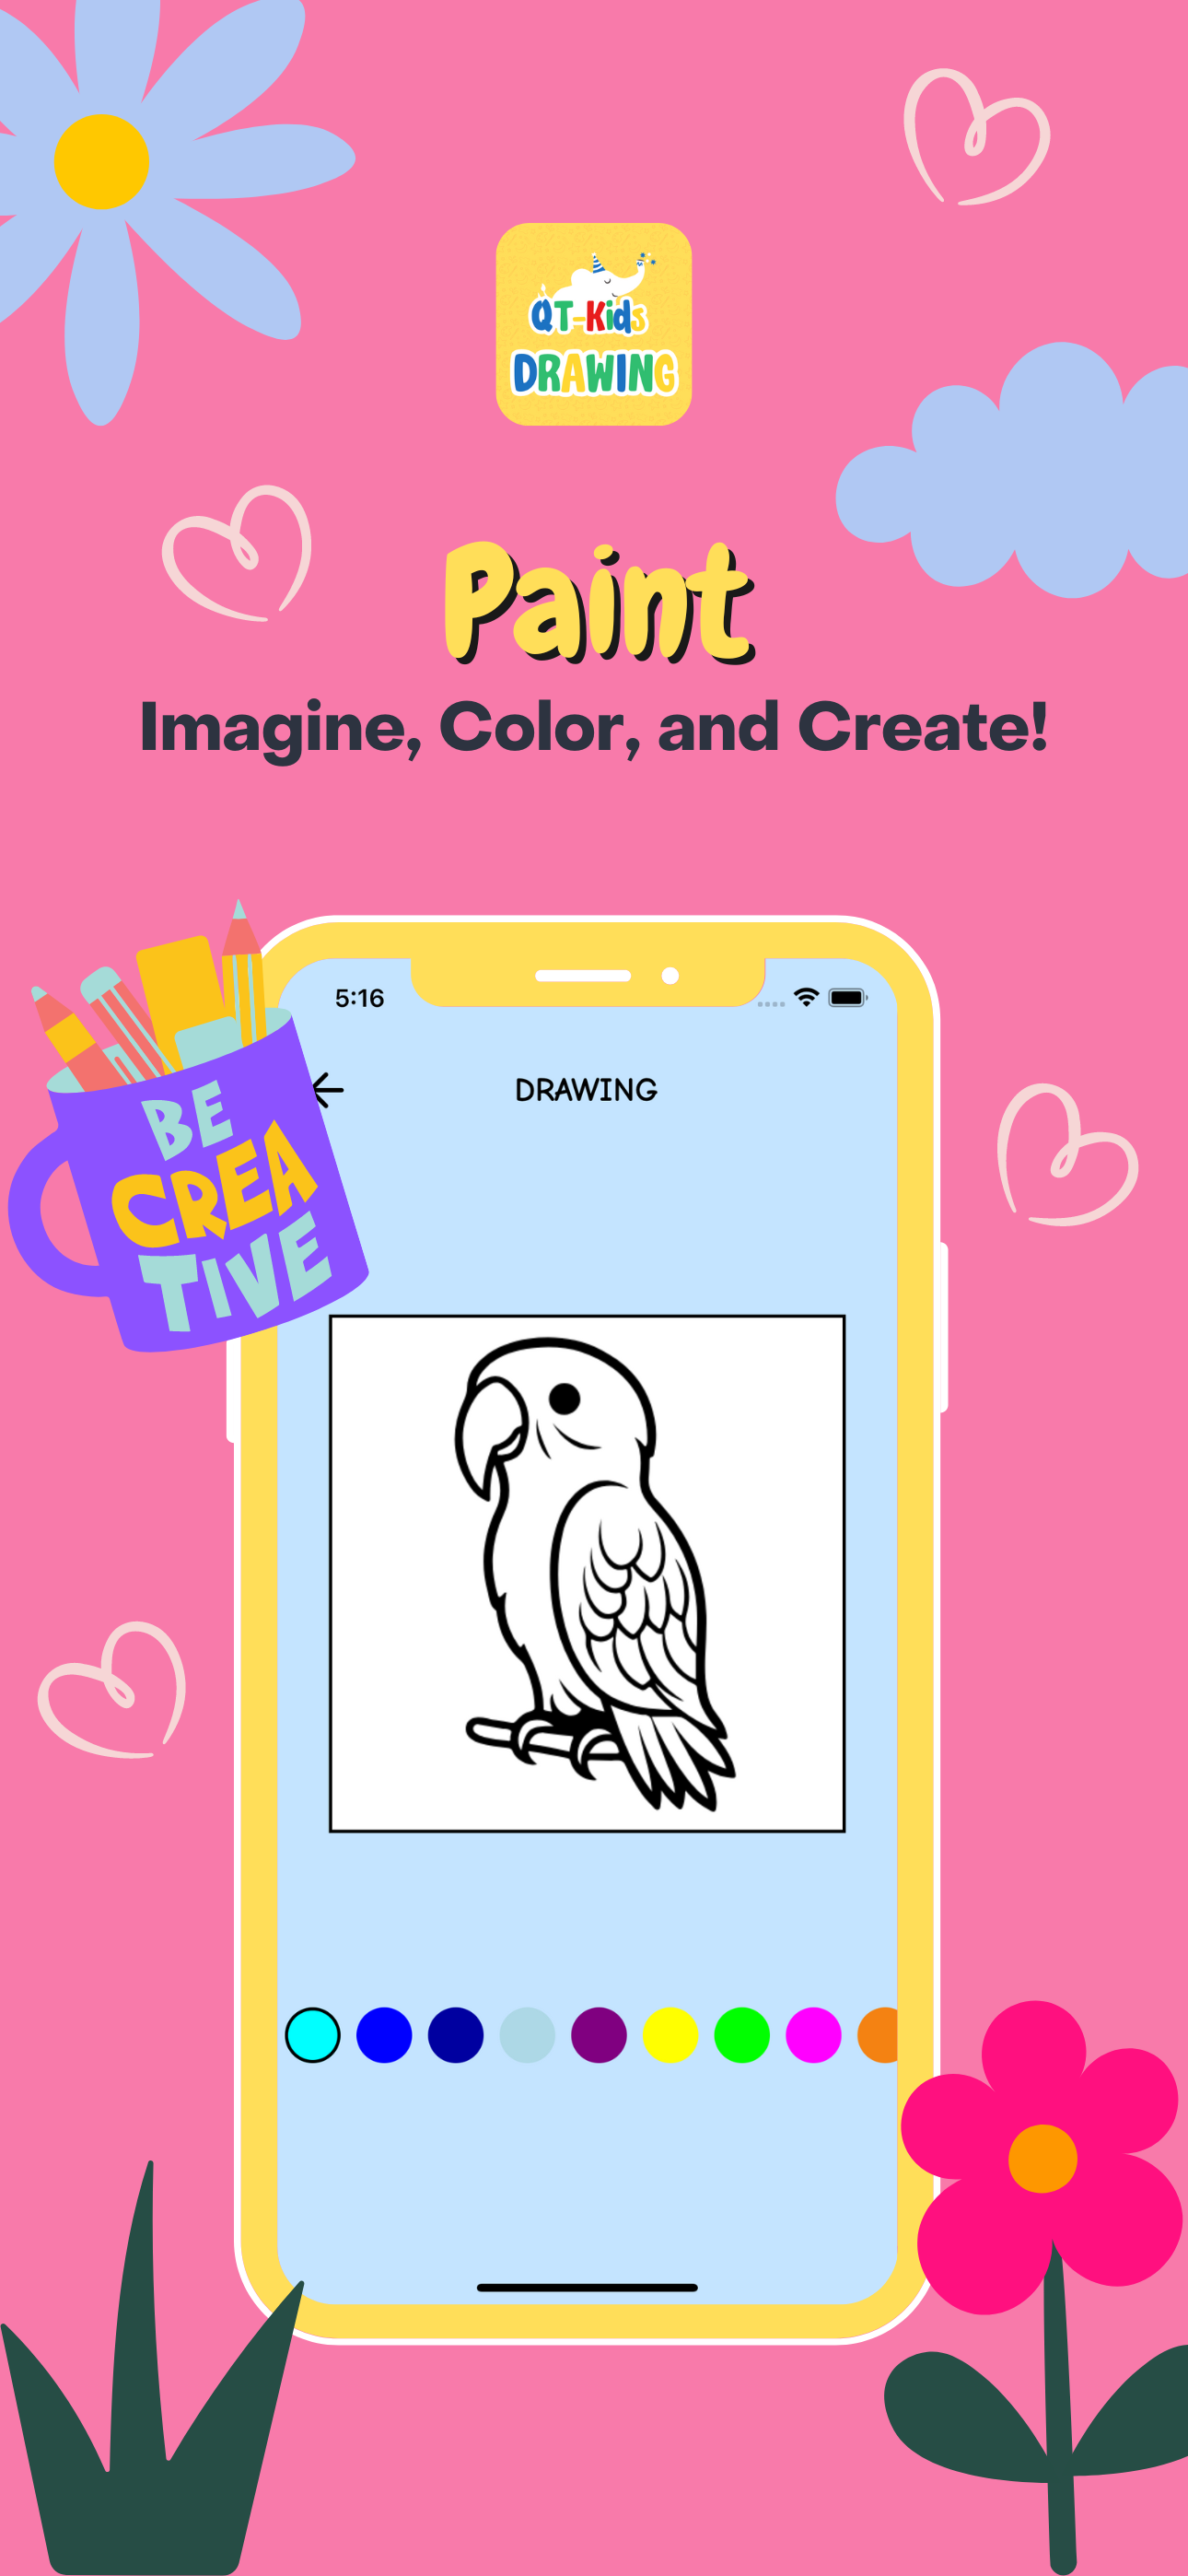 QT-Kids
DRAWING
Paint
Imagine, Color, and Create!
5:16
DRAWING
BE
CREA
TIVE